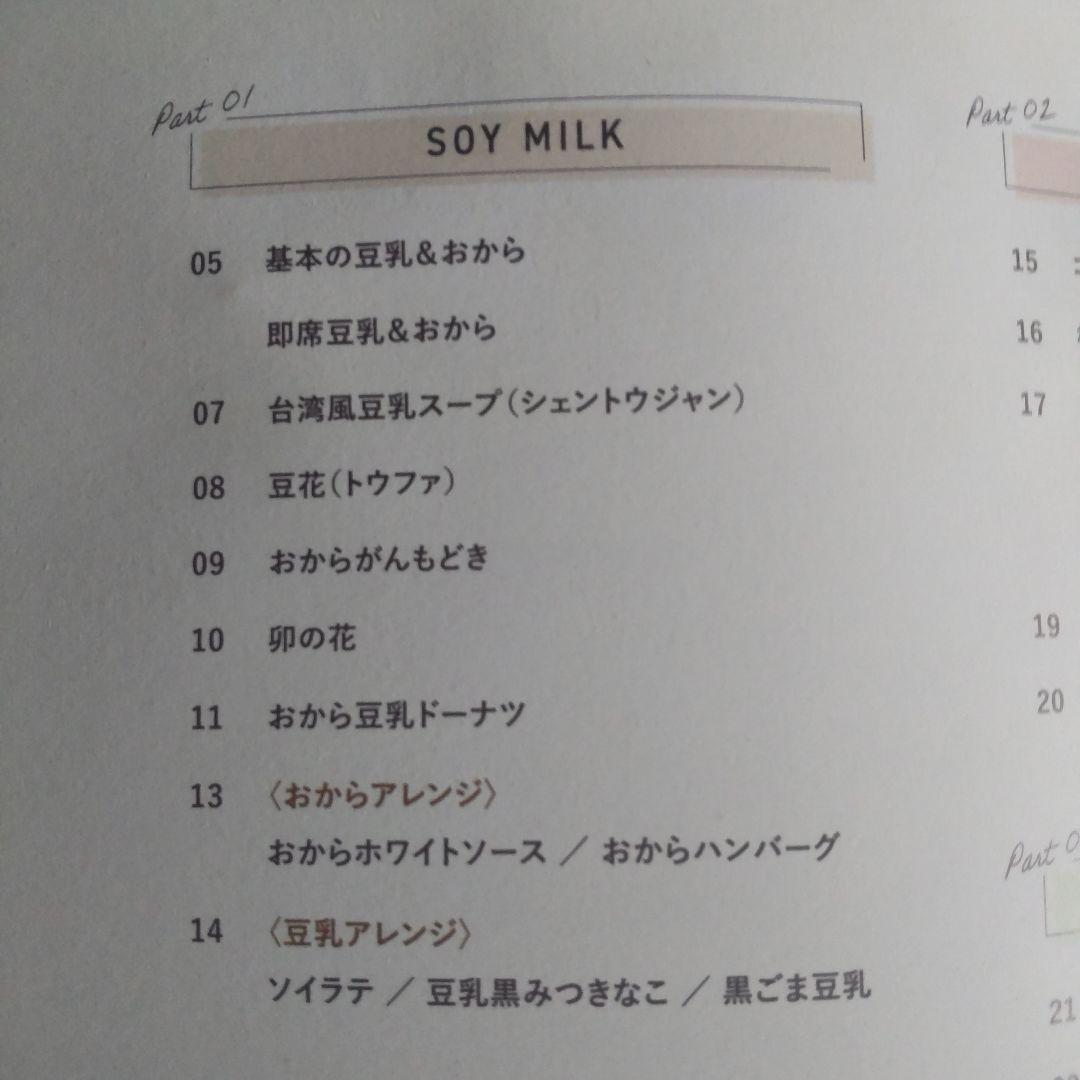 Part 01
SOY MILK
05 基本の豆乳&おから
即席豆乳&おから
07 台湾風豆乳スープ(シェントウジャン)
08 豆花(トウファ)
09 おからがんもどき
10 卯の花
11 おから豆乳ドーナツ
13 〈おからアレンジ〉
おからホワイトソース / おからハンバーグ
14 〈豆乳アレンジ〉
ソイラテ / 豆乳黒みつきなこ / 黒ごま豆乳
Part 02
15
16
17
19
20
Part
21